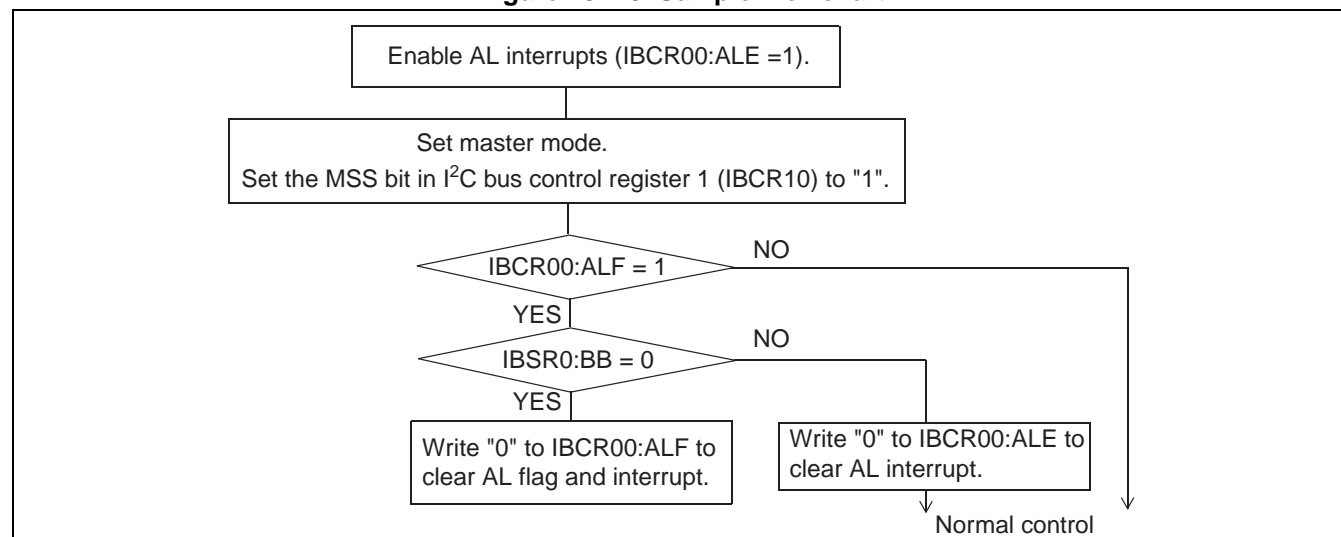 Enable AL interrupts (IBCR00:ALE =1).
Set master mode.
Set the MSS bit in I²C bus control register 1 (IBCR10) to "1".
IBCR00:ALF = 1
NO
YES
IBSR0:BB = 0
NO
YES
Write "0" to IBCR00:ALF to
clear AL flag and interrupt.
Write "0" to IBCR00:ALE to
clear AL interrupt.
Normal control